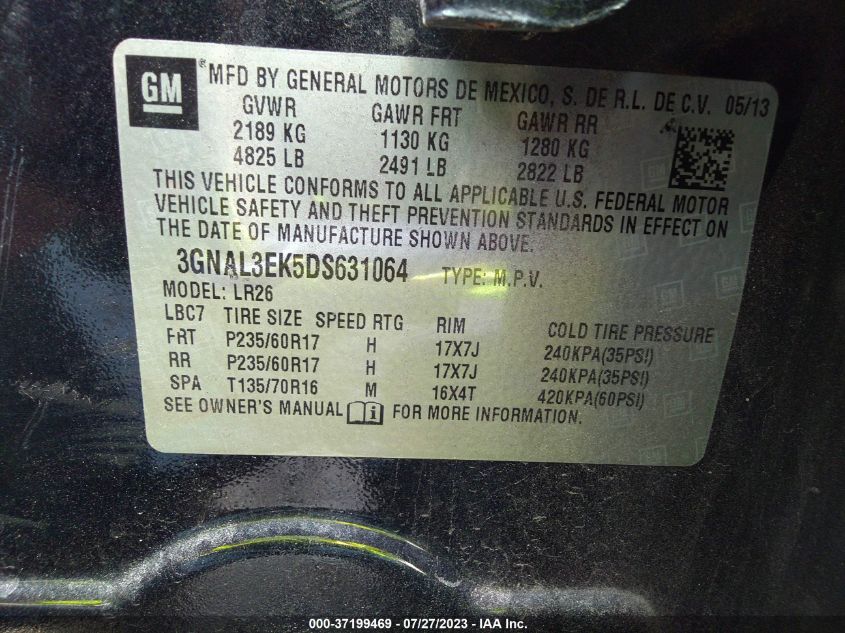 GM ® MFD BY GENERAL MOTORS DE MEXICO, S. DE R.L. DE C.V. 05/13
GVWR GAWR FRT GAWR RR
2189 KG 1130 KG 1280 KG
4825 LB 2491 LB 2822 LB
THIS VEHICLE CONFORMS TO ALL APPLICABLE U.S. FEDERAL MOTOR
VEHICLE SAFETY AND THEFT PREVENTION STANDARDS IN EFFECT ON
THE DATE OF MANUFACTURE SHOWN ABOVE.
3GNAL3EK5DS631064 TYPE: M.P.V.
MODEL: LR26
LBC7 TIRE SIZE SPEED RTG RIM COLD TIRE PRESSURE
FRT P235/60R17 H 17X7J 240KPA(35PSI)
RR P235/60R17 H 17X7J 240KPA(35PSI)
SPA T135/70R16 M 16X4T 420KPA(60PSI)
SEE OWNER'S MANUAL i FOR MORE INFORMATION.
000-37199469 - 07/27/2023 - IAA Inc.